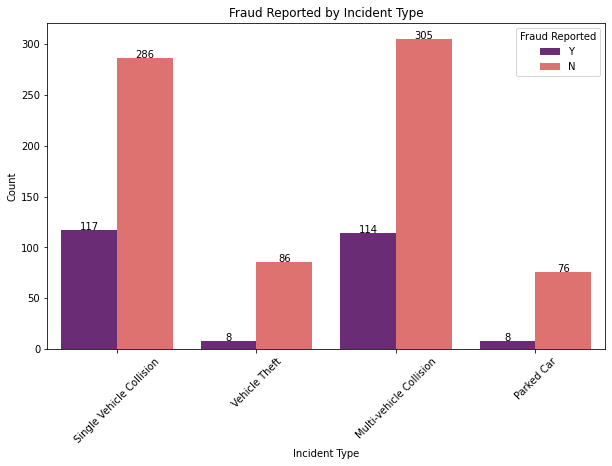 Fraud Reported by Incident Type
Fraud Reported
Y
N
300
250
200
150
100
50
0
Count
117
286
8
86
114
305
8
76
Single Vehicle Collision
Vehicle Theft
Multi-vehicle Collision
Parked Car
Incident Type